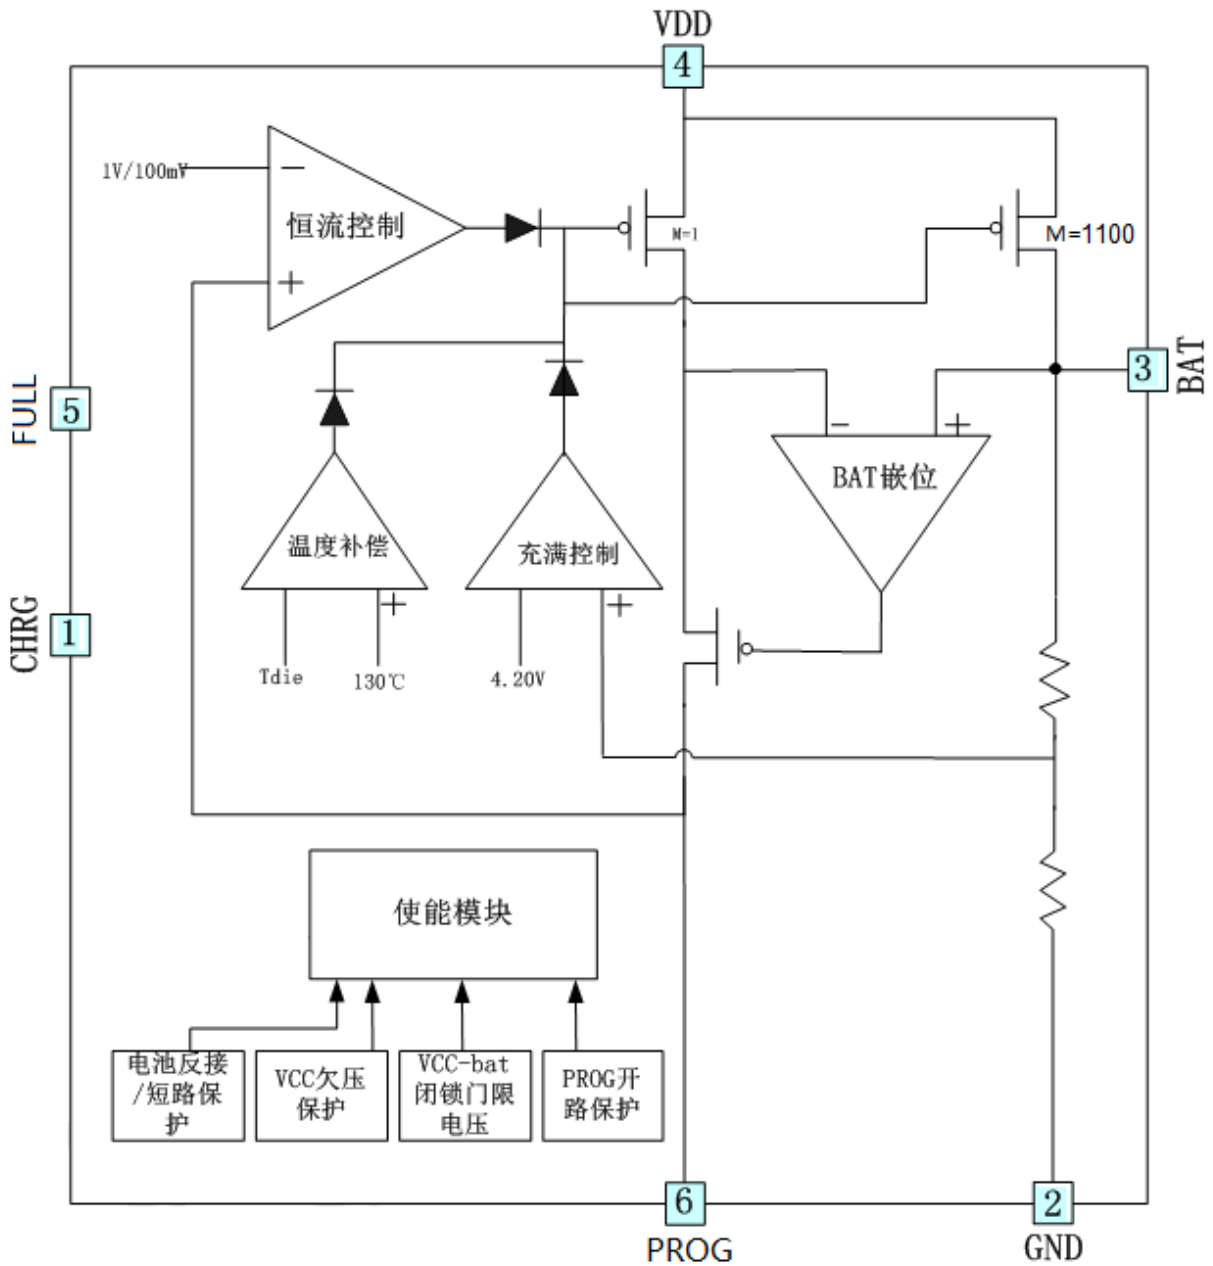 VDD
4
1V/100mV
−
恒流控制
+
M=1
M=1100
3
BAT
FULL
5
−
+
BAT嵌位
温度补偿
+
充满控制
+
CHRG
1
Tdie
130℃
4.20V
使能模块
电池反接
/短路保
护
VCC欠压
保护
VCC-bat
闭锁门限
电压
PROG开
路保护
6
PROG
2
GND